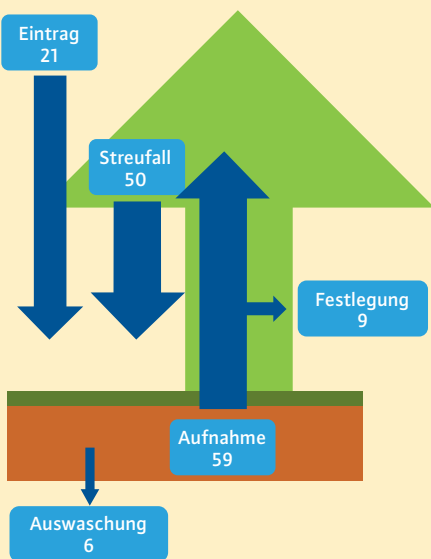 Eintrag
21
Streufall
50
Festlegung
9
Aufnahme
59
Auswaschung
6